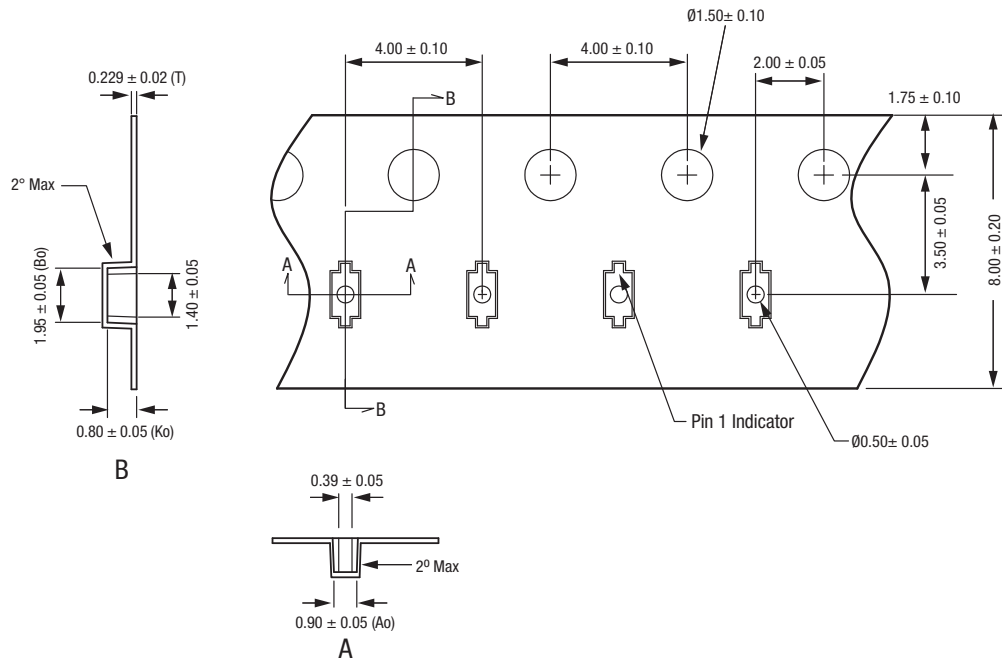 Ø1.50± 0.10
4.00 ± 0.10
4.00 ± 0.10
2.00 ± 0.05
0.229 ± 0.02 (T)
1.75 ± 0.10
B
2° Max
3.50 ± 0.05
8.00 ± 0.20
A
A
1.95 ± 0.05 (Bo)
1.40 ± 0.05
B
Pin 1 Indicator
0.80 ± 0.05 (Ko)
Ø0.50± 0.05
B
0.39 ± 0.05
2º Max
0.90 ± 0.05 (Ao)
A